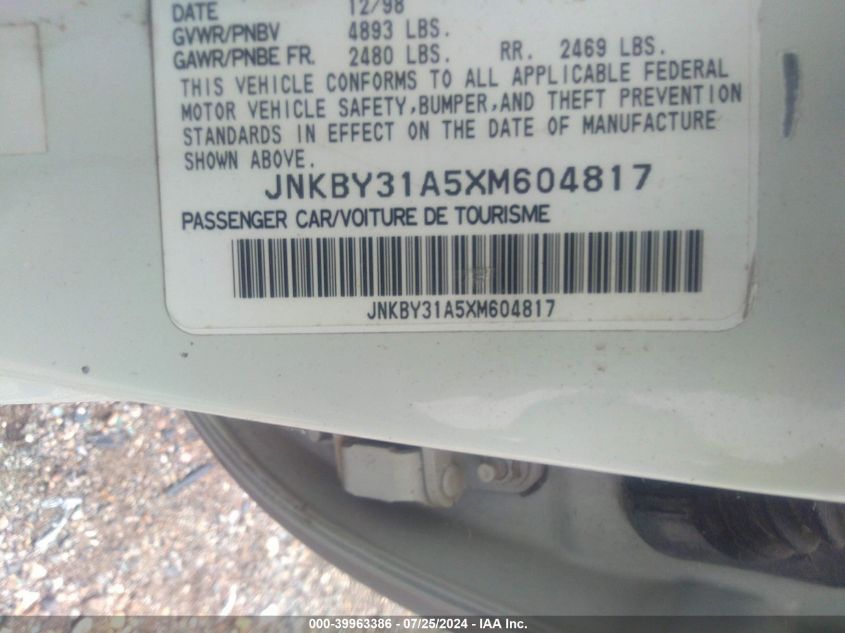 DATE 12/98
GVWR/PNBV 4893 LBS.
GAWR/PNBE FR. 2480 LBS. RR. 2469 LBS.
THIS VEHICLE CONFORMS TO ALL APPLICABLE FEDERAL
MOTOR VEHICLE SAFETY,BUMPER,AND THEFT PREVENTION
STANDARDS IN EFFECT ON THE DATE OF MANUFACTURE
SHOWN ABOVE.
JNKBY31A5XM604817
PASSENGER CAR/VOITURE DE TOURISME
JNKBY31A5XM604817
000-39963386 - 07/25/2024 - IAA Inc.